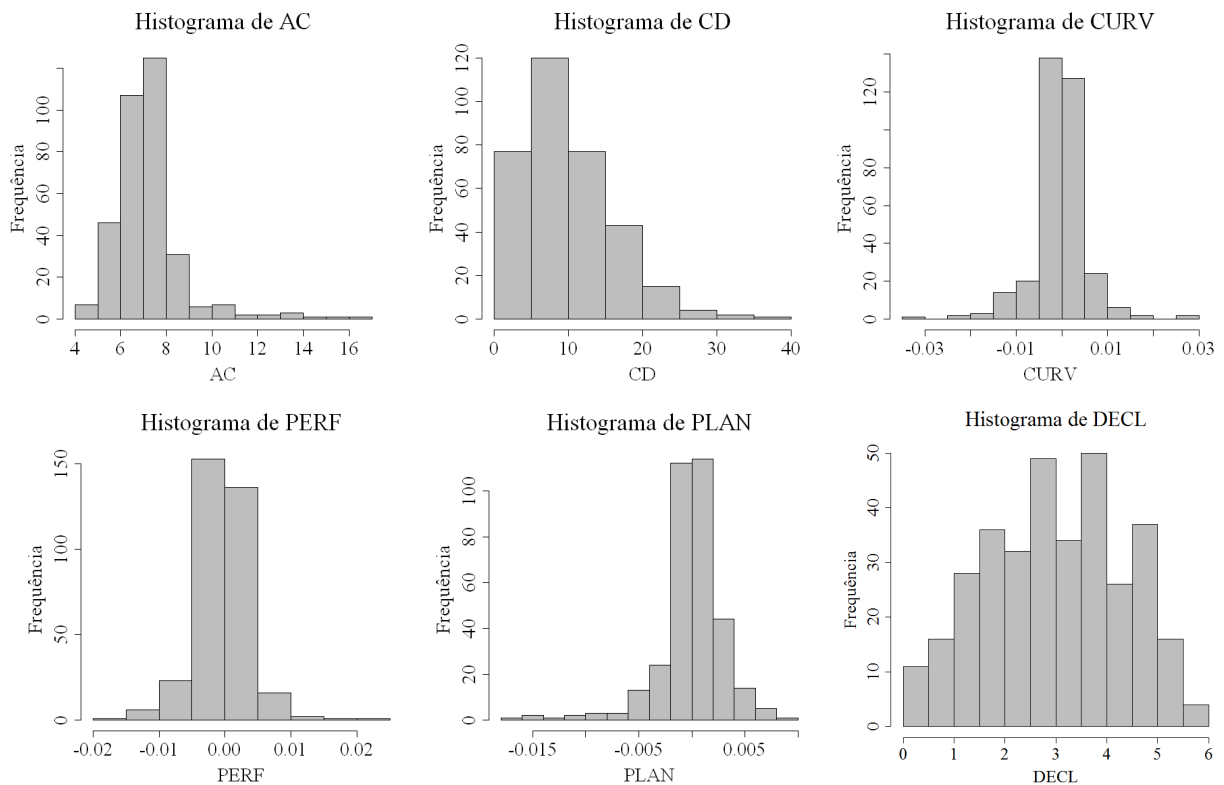 Histograma de AC
Frequência
0 20 40 60 80 100
4 6 8 10 12 14 16
AC
Histograma de CD
Frequência
0 20 40 60 80 100 120
0 10 20 30 40
CD
Histograma de CURV
Frequência
0 20 40 60 80 120
-0.03 -0.01 0.01 0.03
CURV
Histograma de PERF
Frequência
0 50 100 150
-0.02 -0.01 0.00 0.01 0.02
PERF
Histograma de PLAN
Frequência
0 20 40 60 80 100
-0.015 -0.005 0.005
PLAN
Histograma de DECL
Frequência
0 10 20 30 40 50
0 1 2 3 4 5 6
DECL